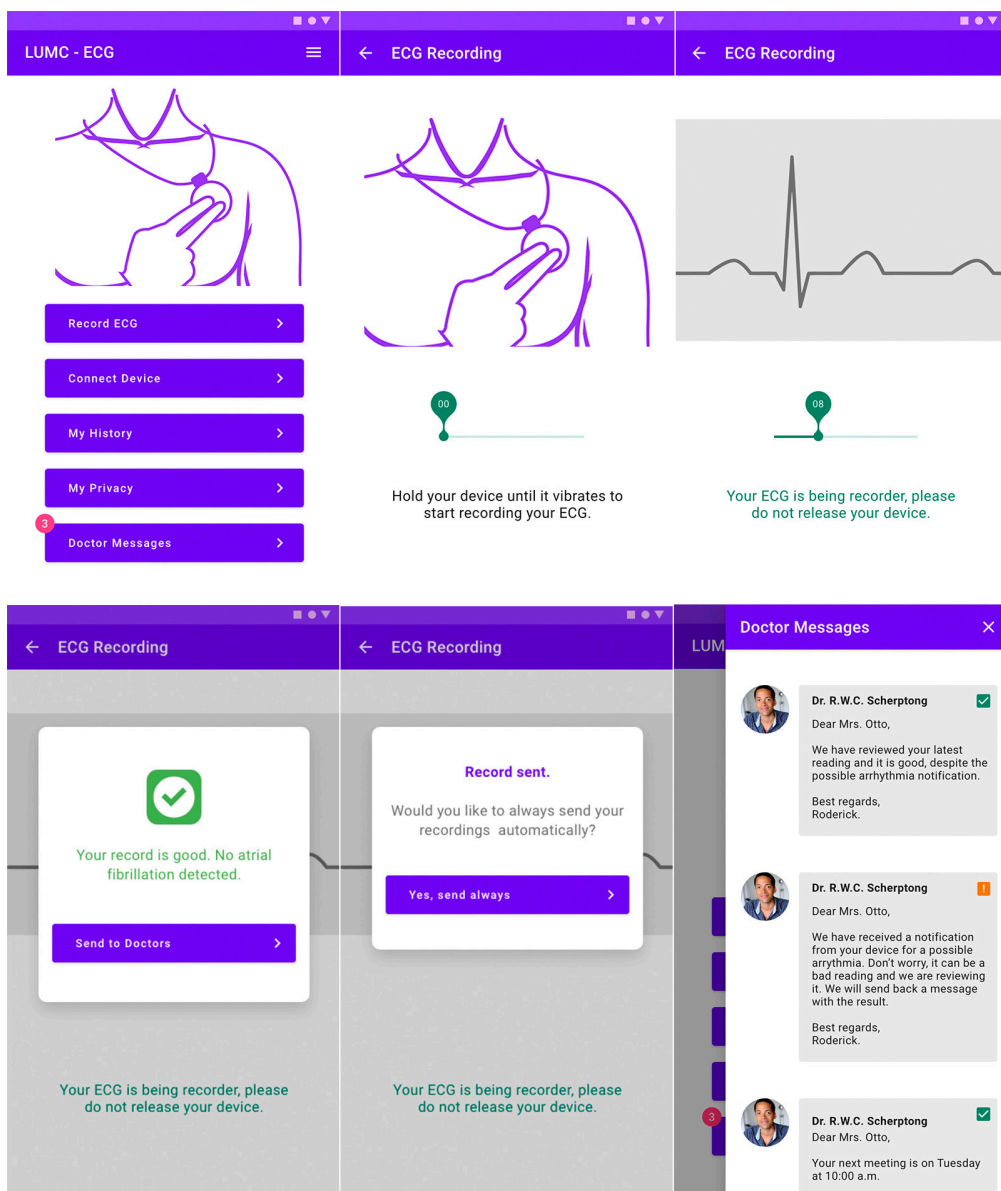 LUMC - ECG
Record ECG
Connect Device
My History
My Privacy
3
Doctor Messages
ECG Recording
00
Hold your device until it vibrates to
start recording your ECG.
ECG Recording
08
Your ECG is being recorder, please
do not release your device.
ECG Recording
Your record is good. No atrial
fibrillation detected.
Send to Doctors
Your ECG is being recorder, please
do not release your device.
ECG Recording
Record sent.
Would you like to always send your
recordings automatically?
Yes, send always
Your ECG is being recorder, please
do not release your device.
LUM
3
Doctor Messages
Dr. R.W.C. Scherptong
Dear Mrs. Otto,
We have reviewed your latest
reading and it is good, despite the
possible arrhythmia notification.
Best regards,
Roderick.
Dr. R.W.C. Scherptong
Dear Mrs. Otto,
We have received a notification
from your device for a possible
arrythmia. Don’t worry, it can be a
bad reading and we are reviewing
it. We will send back a message
with the result.
Best regards,
Roderick.
Dr. R.W.C. Scherptong
Dear Mrs. Otto,
Your next meeting is on Tuesday
at 10:00 a.m.